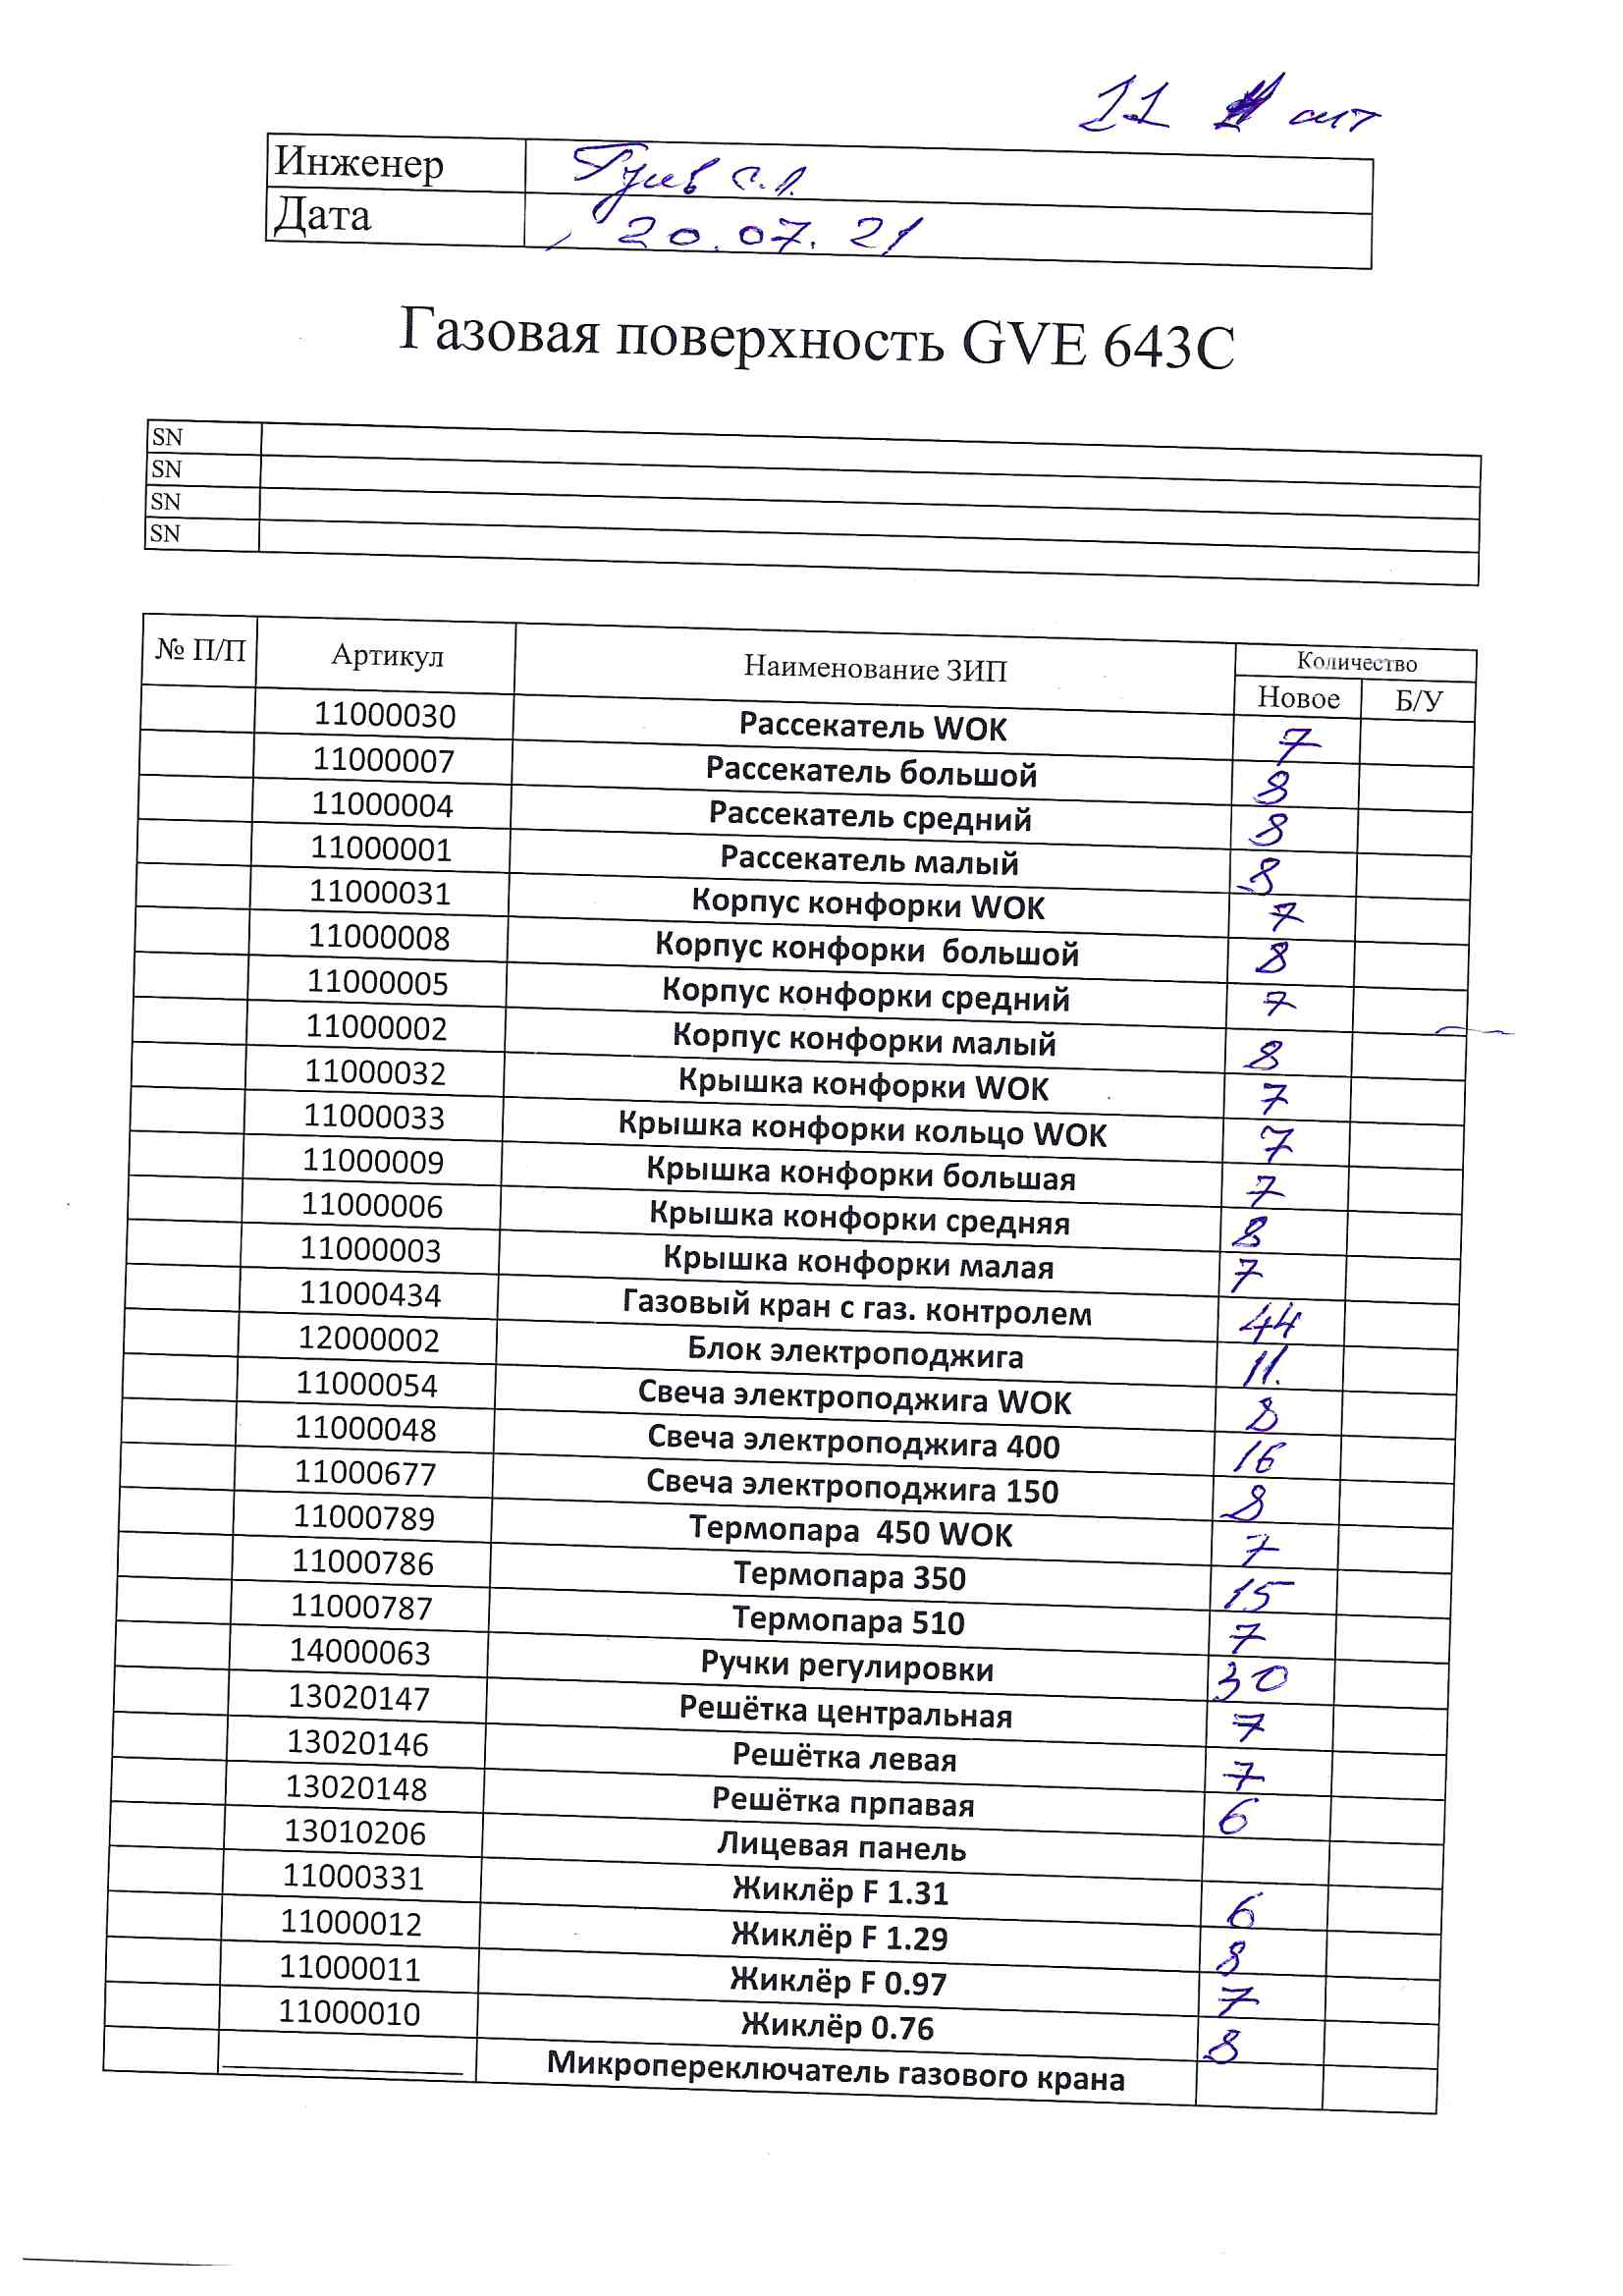 11 шт
Инженер
Дата 20.07.21
Газовая поверхность GVE 643C
SN
SN
SN
SN
№ П/П Артикул Наименование ЗИП Количество
Новое Б/У
11000030 Рассекатель WOK 7
11000007 Рассекатель большой 8
11000004 Рассекатель средний 8
11000001 Рассекатель малый 8
11000031 Корпус конфорки WOK 7
11000008 Корпус конфорки большой 8
11000005 Корпус конфорки средний 7
11000002 Корпус конфорки малый 8
11000032 Крышка конфорки WOK 7
11000033 Крышка конфорки кольцо WOK 7
11000009 Крышка конфорки большая 7
11000006 Крышка конфорки средняя 8
11000003 Крышка конфорки малая 7
11000434 Газовый кран с газ. контролем 44
12000002 Блок электроподжига 11.
11000054 Свеча электроподжига WOK 8
11000048 Свеча электроподжига 400 16
11000677 Свеча электроподжига 150 8
11000789 Термопара 450 WOK 7
11000786 Термопара 350 15
11000787 Термопара 510 7
14000063 Ручки регулировки 30
13020147 Решётка центральная 7
13020146 Решётка левая 7
13020148 Решётка прпавая 6
13010206 Лицевая панель
11000331 Жиклёр F 1.31 6
11000012 Жиклёр F 1.29 8
11000011 Жиклёр F 0.97 7
11000010 Жиклёр 0.76 8
Микропереключатель газового крана